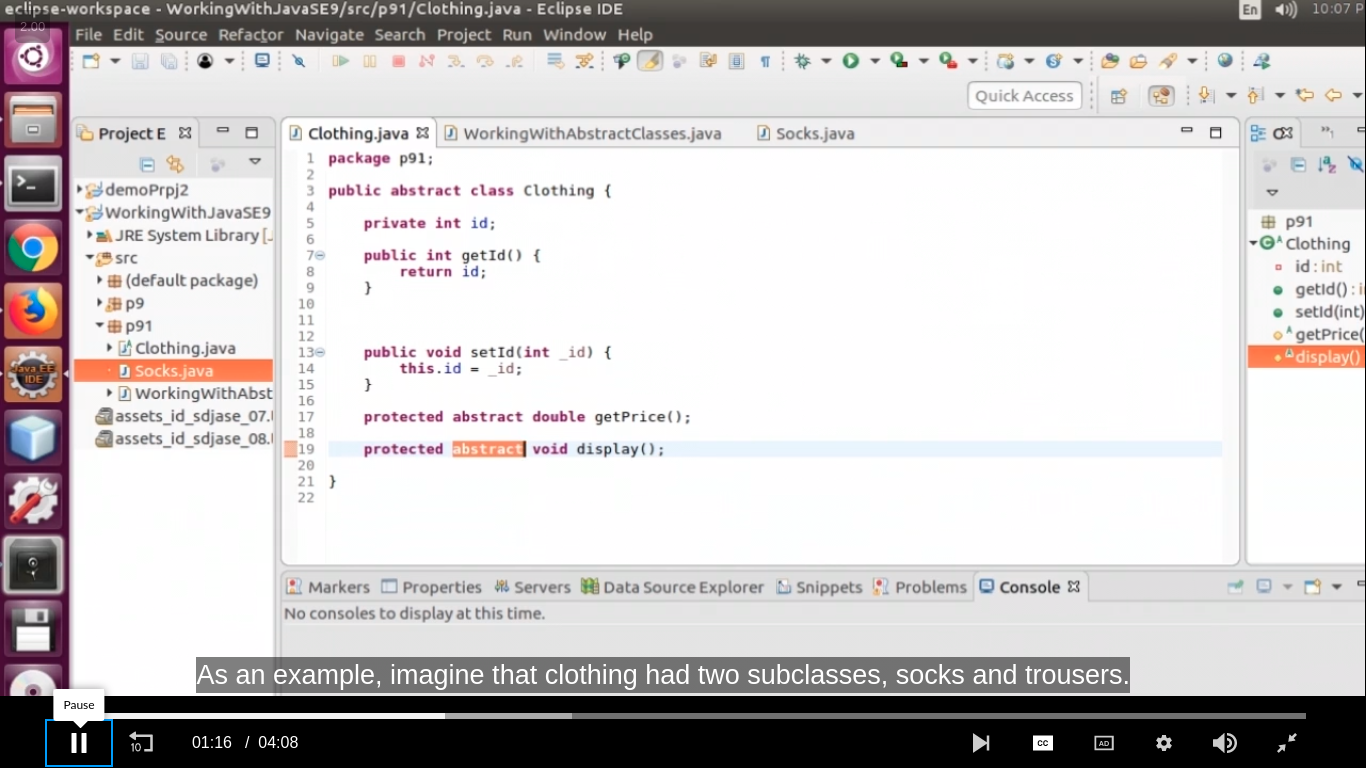 eclipse-workspace - WorkingWithJavaSE9/src/p91/Clothing.java - Eclipse IDE
En
10:07 P
2.00
File Edit Source Refactor Navigate Search Project Run Window Help
Quick Access
Project E
Clothing.java
WorkingWithAbstractClasses.java
Socks.java
demoPrpj2
WorkingWithJavaSE9
JRE System Library [
src
(default package)
p9
p91
Clothing.java
Socks.java
WorkingWithAbst
assets_id_sdjase_07.
assets_id_sdjase_08.
Java EE
IDE
1 package p91;
2
3 public abstract class Clothing {
4
5 private int id;
6
7 public int getId() {
8 return id;
9 }
10
11
12
13 public void setId(int _id) {
14 this.id = _id;
15 }
16
17 protected abstract double getPrice();
18
19 protected abstract void display();
20
21 }
22
p91
Clothing
id : int
getId() : i
setId(int)
getPrice(
display()
Markers Properties Servers Data Source Explorer Snippets Problems Console
No consoles to display at this time.
As an example, imagine that clothing had two subclasses, socks and trousers.
Pause
10
01:16 / 04:08
CC
AD